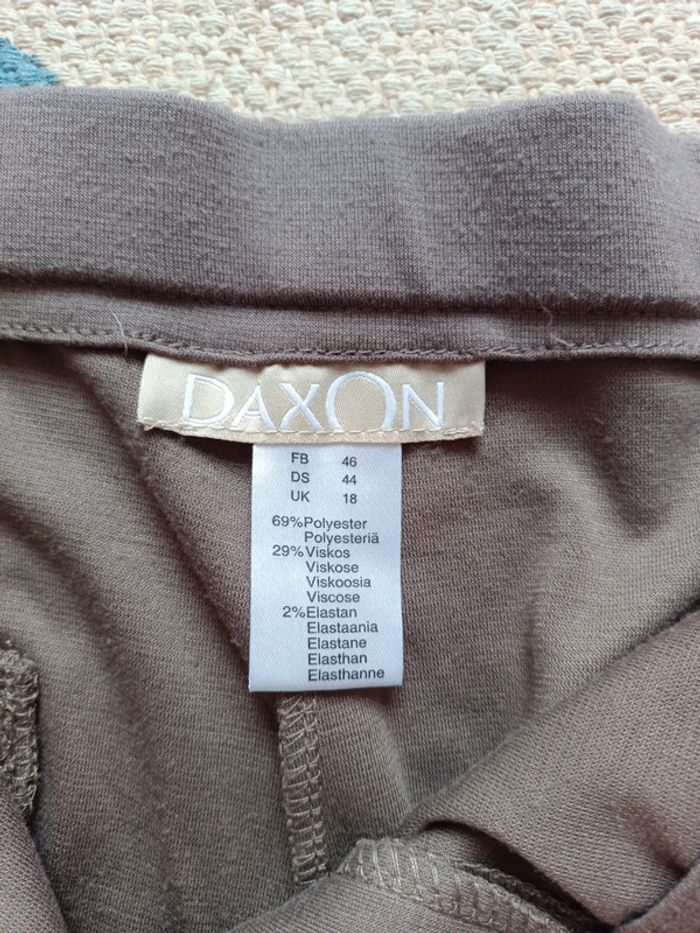 DAXON
FB 46
DS 44
UK 18
69%Polyester
Polyesteriä
29%Viskos
Viskose
Viskoosia
Viscose
2%Elastan
Elastaania
Elastane
Elasthan
Elasthanne